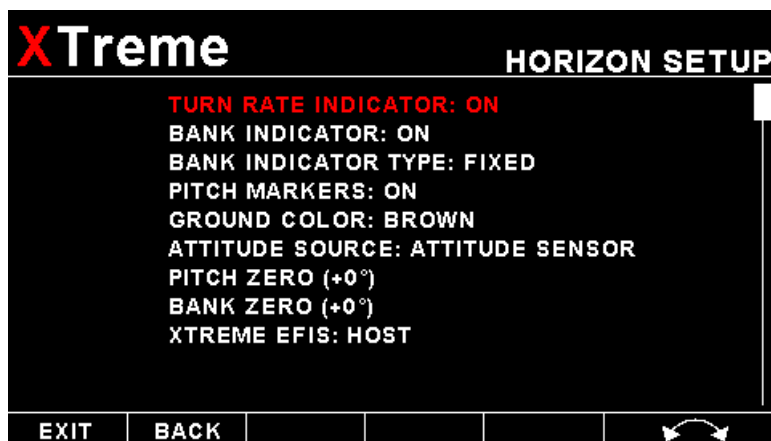 XTreme
HORIZON SETUP
TURN RATE INDICATOR: ON
BANK INDICATOR: ON
BANK INDICATOR TYPE: FIXED
PITCH MARKERS: ON
GROUND COLOR: BROWN
ATTITUDE SOURCE: ATTITUDE SENSOR
PITCH ZERO (+0°)
BANK ZERO (+0°)
XTREME EFIS: HOST
EXIT BACK